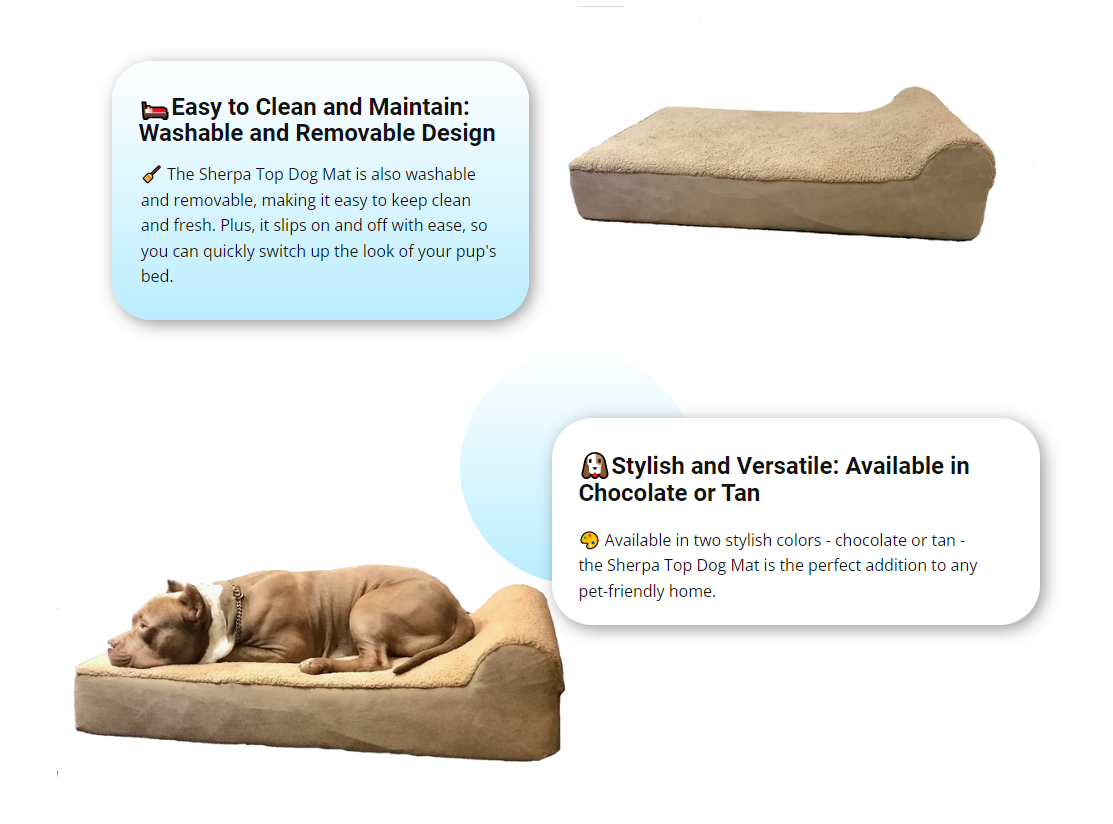 🛏️Easy to Clean and Maintain:
Washable and Removable Design
🧹 The Sherpa Top Dog Mat is also washable
and removable, making it easy to keep clean
and fresh. Plus, it slips on and off with ease, so
you can quickly switch up the look of your pup's
bed.
🐶Stylish and Versatile: Available in
Chocolate or Tan
🎨 Available in two stylish colors - chocolate or tan -
the Sherpa Top Dog Mat is the perfect addition to any
pet-friendly home.